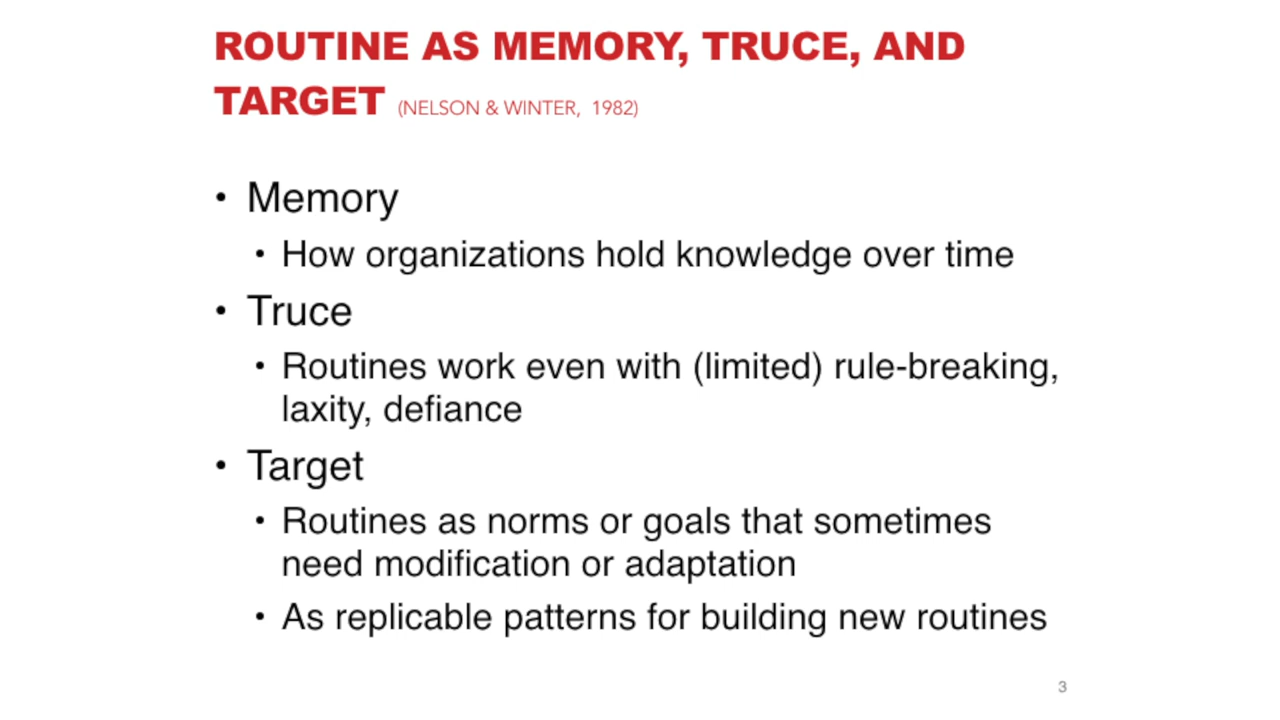 ROUTINE AS MEMORY, TRUCE, AND
TARGET (NELSON & WINTER, 1982)
• Memory
• How organizations hold knowledge over time
• Truce
• Routines work even with (limited) rule-breaking,
laxity, defiance
• Target
• Routines as norms or goals that sometimes
need modification or adaptation
• As replicable patterns for building new routines
3